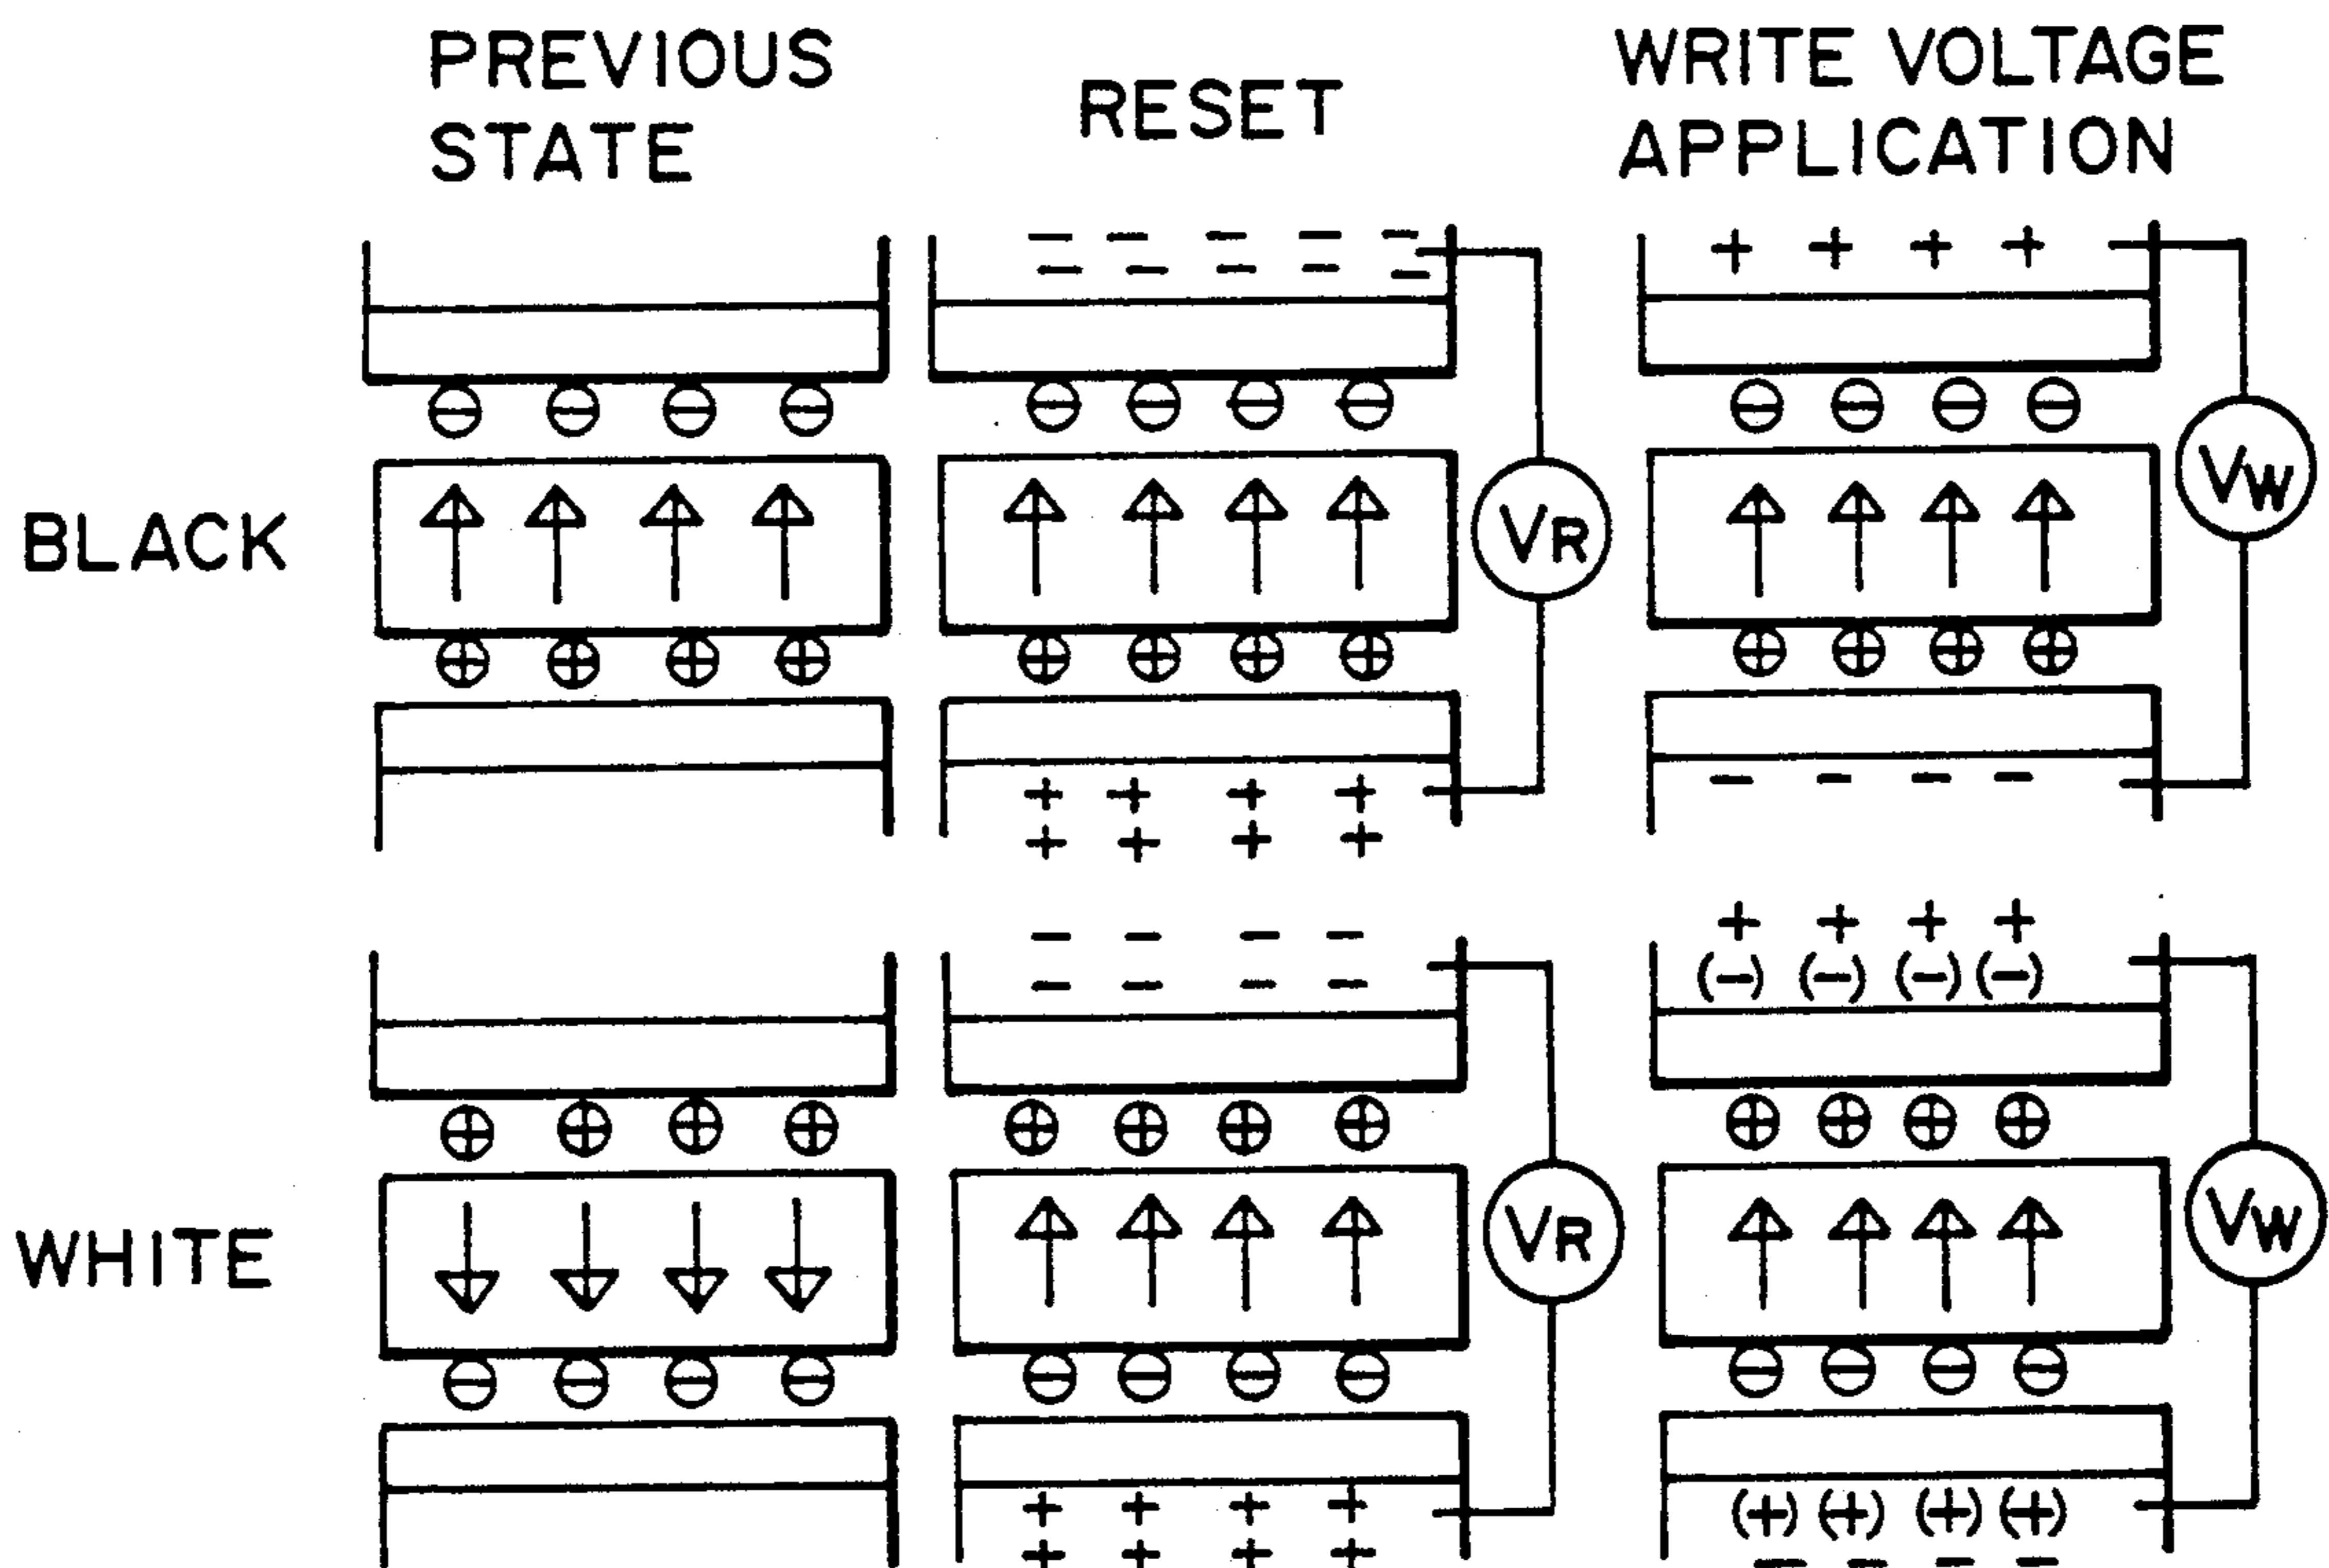 PREVIOUS
STATE
RESET
WRITE VOLTAGE
APPLICATION
− − − − −
− − − − −
+ + + +
⊖ ⊖ ⊖ ⊖
⊖ ⊖ ⊖ ⊖
⊖ ⊖ ⊖ ⊖
BLACK
VR
VW
⊕ ⊕ ⊕ ⊕
⊕ ⊕ ⊕ ⊕
⊕ ⊕ ⊕ ⊕
+ + + +
+ + + +
− − − −
− − − −
− − − −
+ + + +
(−) (−) (−) (−)
⊕ ⊕ ⊕ ⊕
⊕ ⊕ ⊕ ⊕
⊕ ⊕ ⊕ ⊕
WHITE
VR
VW
⊖ ⊖ ⊖ ⊖
⊖ ⊖ ⊖ ⊖
⊖ ⊖ ⊖ ⊖
+ + + +
+ + + +
(+) (+) (+) (+)
− − − −